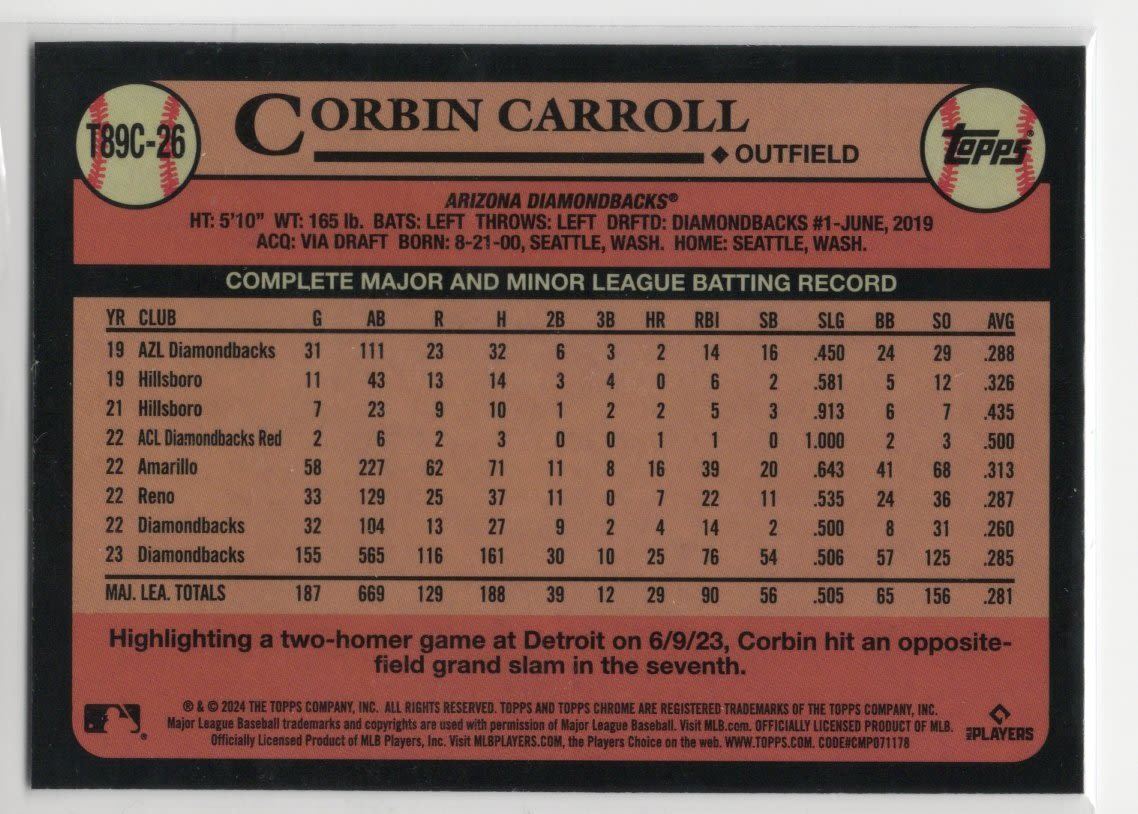 T89C-26
CORBIN CARROLL
TOPPS®
◆ OUTFIELD
ARIZONA DIAMONDBACKS®
HT: 5'10" WT: 165 lb. BATS: LEFT THROWS: LEFT DRFTD: DIAMONDBACKS #1-JUNE, 2019
ACQ: VIA DRAFT BORN: 8-21-00, SEATTLE, WASH. HOME: SEATTLE, WASH.
COMPLETE MAJOR AND MINOR LEAGUE BATTING RECORD
YR CLUB G AB R H 2B 3B HR RBI SB SLG BB SO AVG
19 AZL Diamondbacks 31 111 23 32 6 3 2 14 16 .450 24 29 .288
19 Hillsboro 11 43 13 14 3 4 0 6 2 .581 5 12 .326
21 Hillsboro 7 23 9 10 1 2 2 5 3 .913 6 7 .435
22 ACL Diamondbacks Red 2 6 2 3 0 0 1 1 0 1.000 2 3 .500
22 Amarillo 58 227 62 71 11 8 16 39 20 .643 41 68 .313
22 Reno 33 129 25 37 11 0 7 22 11 .535 24 36 .287
22 Diamondbacks 32 104 13 27 9 2 4 14 2 .500 8 31 .260
23 Diamondbacks 155 565 116 161 30 10 25 76 54 .506 57 125 .285
MAJ. LEA. TOTALS 187 669 129 188 39 12 29 90 56 .505 65 156 .281
Highlighting a two-homer game at Detroit on 6/9/23, Corbin hit an opposite-
field grand slam in the seventh.
® & © 2024 THE TOPPS COMPANY, INC. ALL RIGHTS RESERVED. TOPPS AND TOPPS CHROME ARE REGISTERED TRADEMARKS OF THE TOPPS COMPANY, INC.
Major League Baseball trademarks and copyrights are used with permission of Major League Baseball. Visit MLB.com. OFFICIALLY LICENSED PRODUCT OF MLB.
Officially Licensed Product of MLB Players, Inc. Visit MLBPLAYERS.COM, the Players Choice on the web. WWW.TOPPS.COM. CODE#CMP071178
MLB PLAYERS